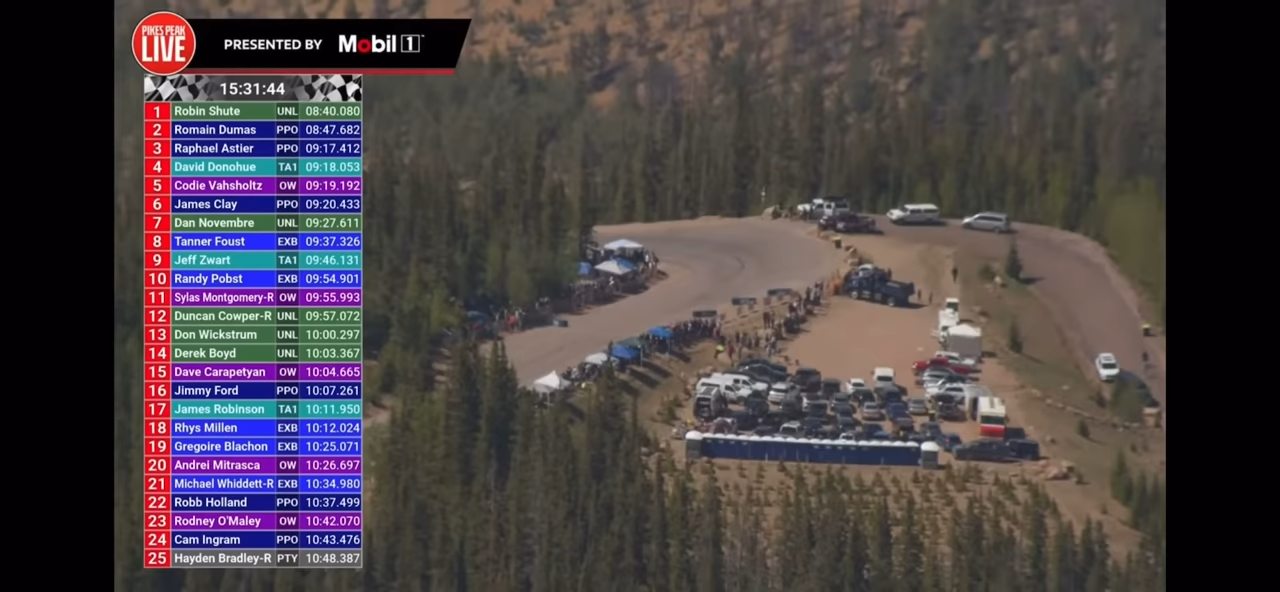 PIKES PEAK
LIVE
PRESENTED BY Mobil 1™
15:31:44
1 Robin Shute UNL 08:40.080
2 Romain Dumas PPO 08:47.682
3 Raphael Astier PPO 09:17.412
4 David Donohue TA1 09:18.053
5 Codie Vahsholtz OW 09:19.192
6 James Clay PPO 09:20.433
7 Dan Novembre UNL 09:27.611
8 Tanner Foust EXB 09:37.326
9 Jeff Zwart TA1 09:46.131
10 Randy Pobst EXB 09:54.901
11 Sylas Montgomery-R OW 09:55.993
12 Duncan Cowper-R UNL 09:57.072
13 Don Wickstrum UNL 10:00.297
14 Derek Boyd UNL 10:03.367
15 Dave Carapetyan OW 10:04.665
16 Jimmy Ford PPO 10:07.261
17 James Robinson TA1 10:11.950
18 Rhys Millen EXB 10:12.024
19 Gregoire Blachon EXB 10:25.071
20 Andrei Mitrasca OW 10:26.697
21 Michael Whiddett-R EXB 10:34.980
22 Robb Holland PPO 10:37.499
23 Rodney O'Maley OW 10:42.070
24 Cam Ingram PPO 10:43.476
25 Hayden Bradley-R PTY 10:48.387